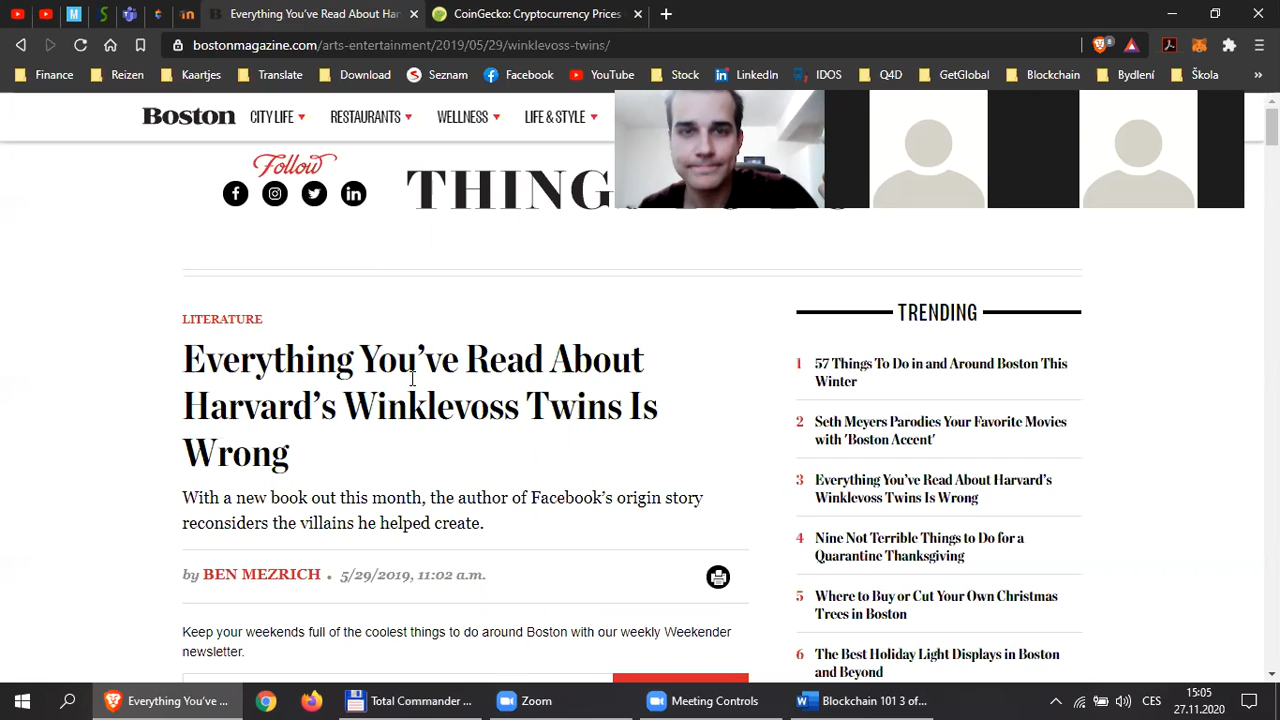 Everything You've Read About Har
CoinGecko: Cryptocurrency Prices
bostonmagazine.com/arts-entertainment/2019/05/29/winklevoss-twins/
8
Finance
Reizen
Kaartjes
Translate
Download
Seznam
Facebook
YouTube
Stock
LinkedIn
IDOS
Q4D
GetGlobal
Blockchain
Bydlení
Škola
»
Boston
CITY LIFE
RESTAURANTS
WELLNESS
LIFE & STYLE
Follow
LITERATURE
Everything You've Read About
Harvard's Winklevoss Twins Is
Wrong
With a new book out this month, the author of Facebook's origin story
reconsiders the villains he helped create.
by BEN MEZRICH • 5/29/2019, 11:02 a.m.
Keep your weekends full of the coolest things to do around Boston with our weekly Weekender
newsletter.
TRENDING
1 57 Things To Do in and Around Boston This
Winter
2 Seth Meyers Parodies Your Favorite Movies
with 'Boston Accent'
3 Everything You've Read About Harvard's
Winklevoss Twins Is Wrong
4 Nine Not Terrible Things to Do for a
Quarantine Thanksgiving
5 Where to Buy or Cut Your Own Christmas
Trees in Boston
6 The Best Holiday Light Displays in Boston
and Beyond
Everything You've ...
Total Commander ...
Zoom
Meeting Controls
Blockchain 101 3 of...
CES
15:05
27.11.2020